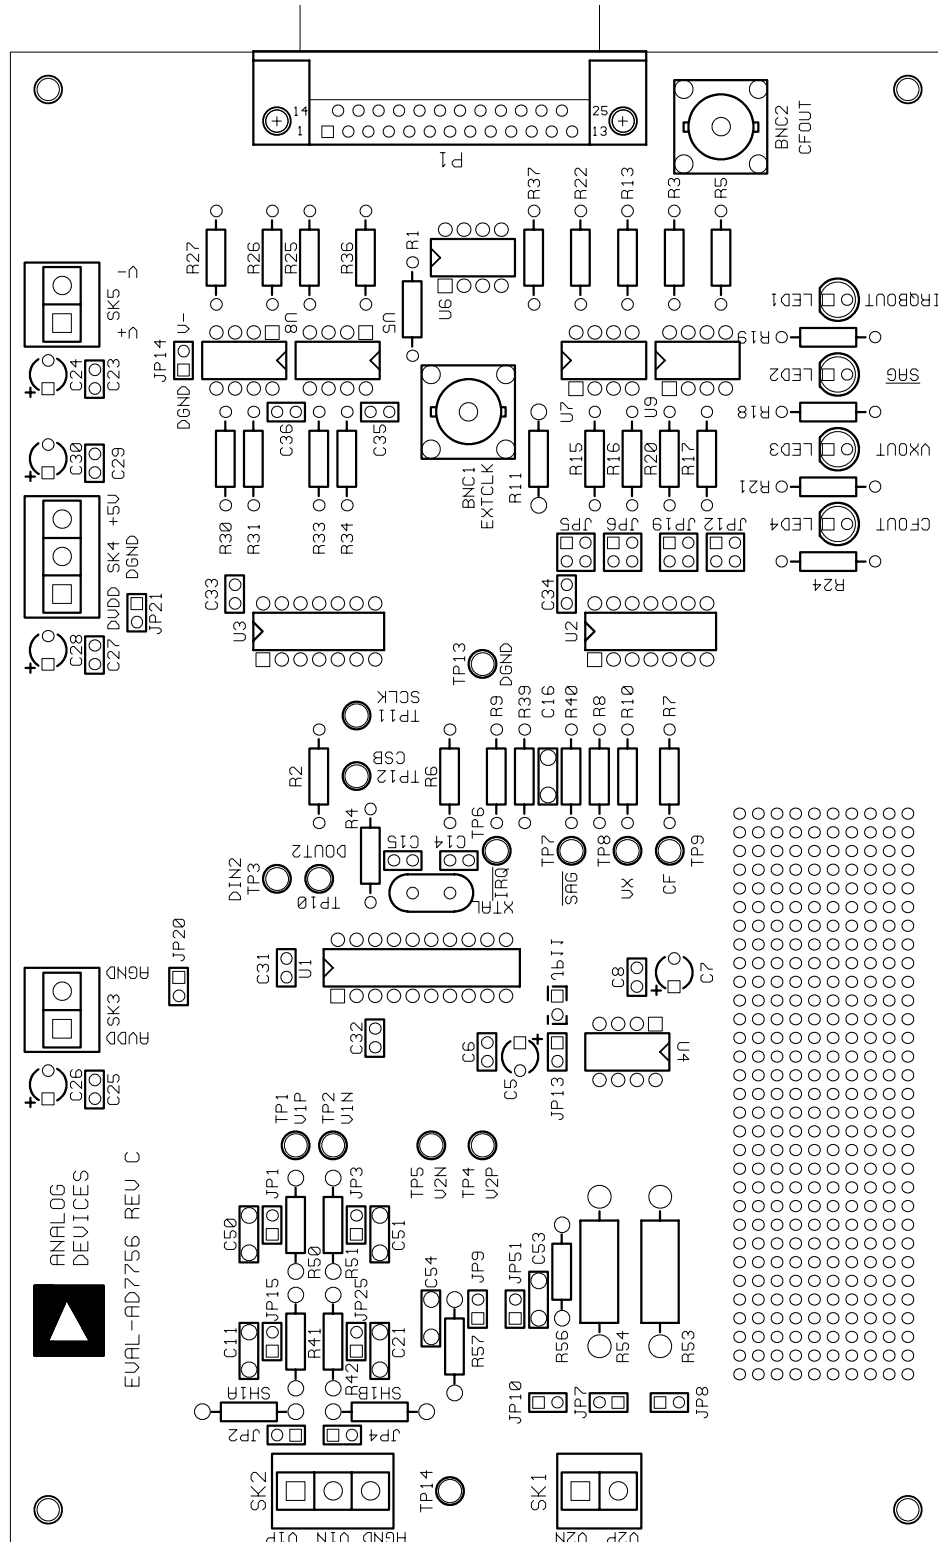 14
25
1
13
P1
BNC2
CFOUT
R27
R26
R25
R36
R1
R37
R22
R13
R3
R5
V-
SK5
V+
U6
U5
U8
LED1
IRQBOUT
R19
JP14
V-
DGND
C24
C23
LED2
SAG
R18
C36
C35
U7
U9
C30
C29
LED3
VXOUT
R21
BNC1
EXTCLK
R11
R15
R16
R20
R17
R30
R31
R33
R34
+5V
SK4
DGND
DVDD
JP21
JP5
JP6
JP19
JP12
LED4
CFOUT
R24
C33
C34
U3
U2
C28
C27
TP13
DGND
SCLK
TP11
CSB
TP12
R2
R6
R9
R39
C16
R40
R8
R10
R7
R4
C15
C14
TP6
IRQ
TP7
SAG
TP8
VX
TP9
CF
DIN2
TP3
DOUT2
TP10
XTAL
JP20
AGND
SK3
AVDD
C31
U1
C32
JP11
C8
C7
C6
C5
JP13
U4
C26
C25
TP1
V1P
TP2
V1N
TP5
V2N
TP4
V2P
ANALOG
DEVICES
EVAL-AD7756 REV C
C50
JP1
R50
R51
JP3
C51
C54
JP9
JP51
C53
R57
R56
R54
R53
C11
JP15
R41
R42
JP25
C21
SH1A
SH1B
JP2
JP4
JP10
JP7
JP8
SK2
TP14
SK1
V1P
V1N
AGND
V2N
V2P